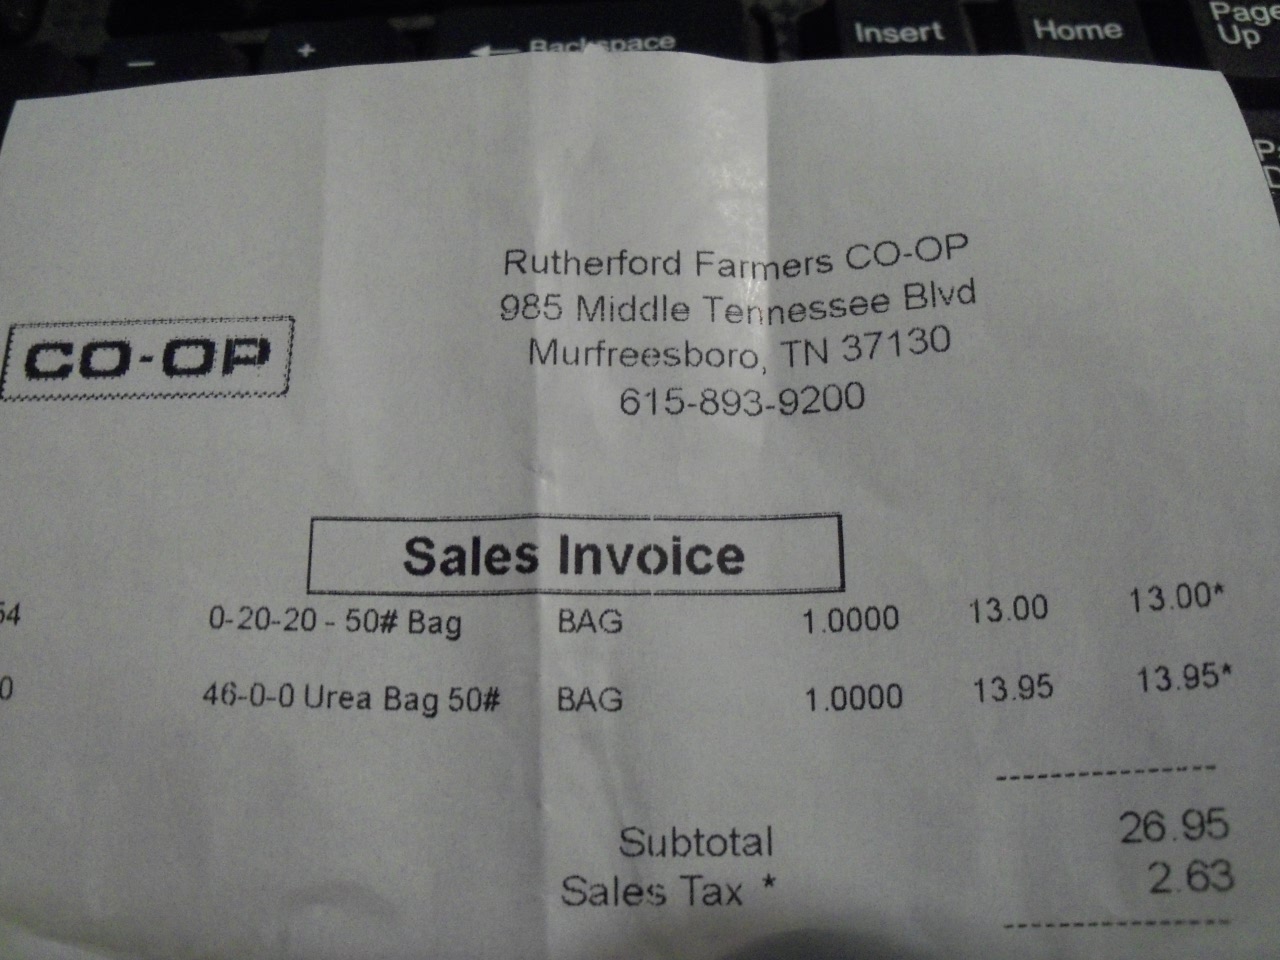 - + ← Backspace Insert Home Page Up
Rutherford Farmers CO-OP
985 Middle Tennessee Blvd
Murfreesboro, TN 37130
615-893-9200
CO-OP
Sales Invoice
54 0-20-20 - 50# Bag BAG 1.0000 13.00 13.00*
0 46-0-0 Urea Bag 50# BAG 1.0000 13.95 13.95*
Subtotal 26.95
Sales Tax * 2.63